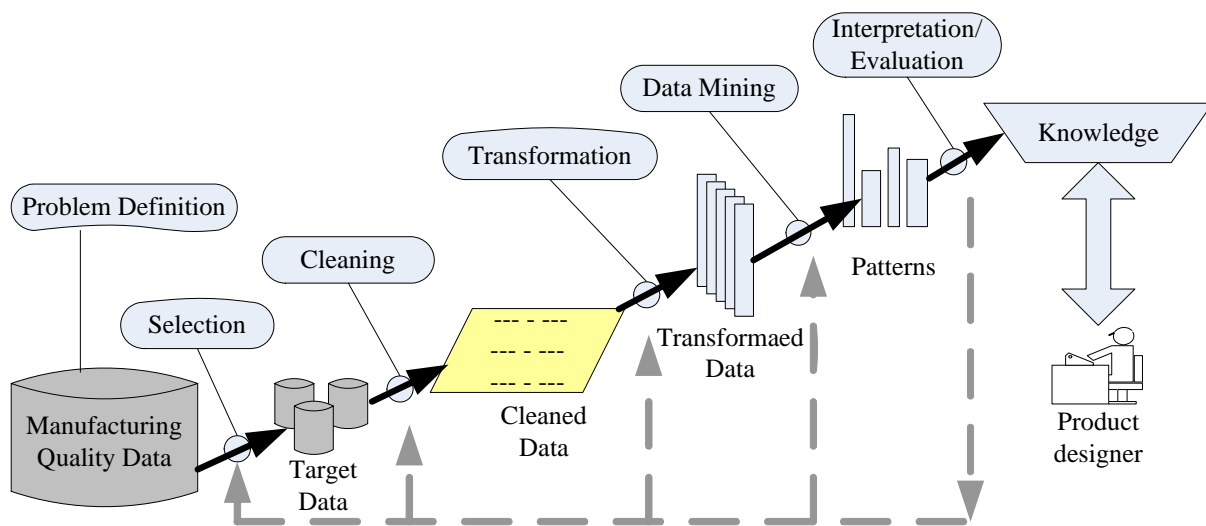 Interpretation/
Evaluation
Data Mining
Knowledge
Transformation
Problem Definition
Patterns
Cleaning
Selection
--- - ---
--- - ---
--- - ---
Transformaed
Data
Cleaned
Data
Manufacturing
Quality Data
Target
Data
Product
designer